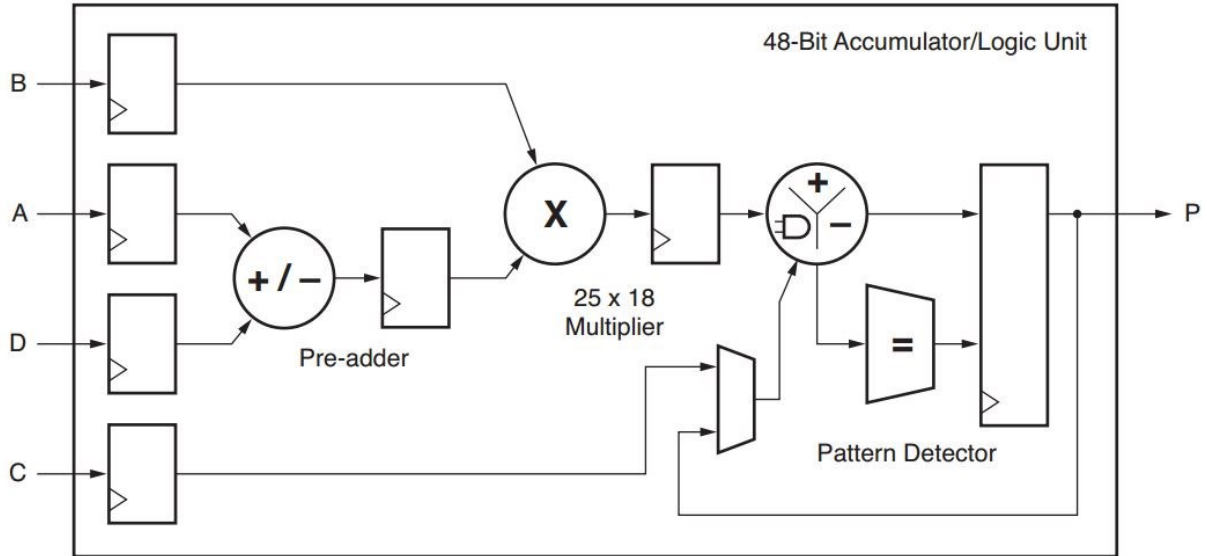 48-Bit Accumulator/Logic Unit
B
A
D
C
+ / −
Pre-adder
X
25 x 18
Multiplier
+
−
=
Pattern Detector
P